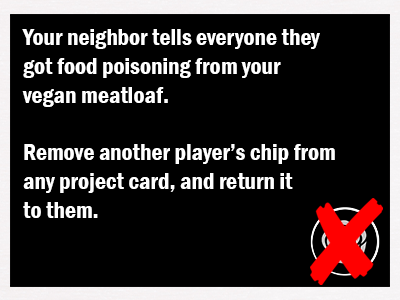 Your neighbor tells everyone they
got food poisoning from your
vegan meatloaf.
Remove another player’s chip from
any project card, and return it
to them.